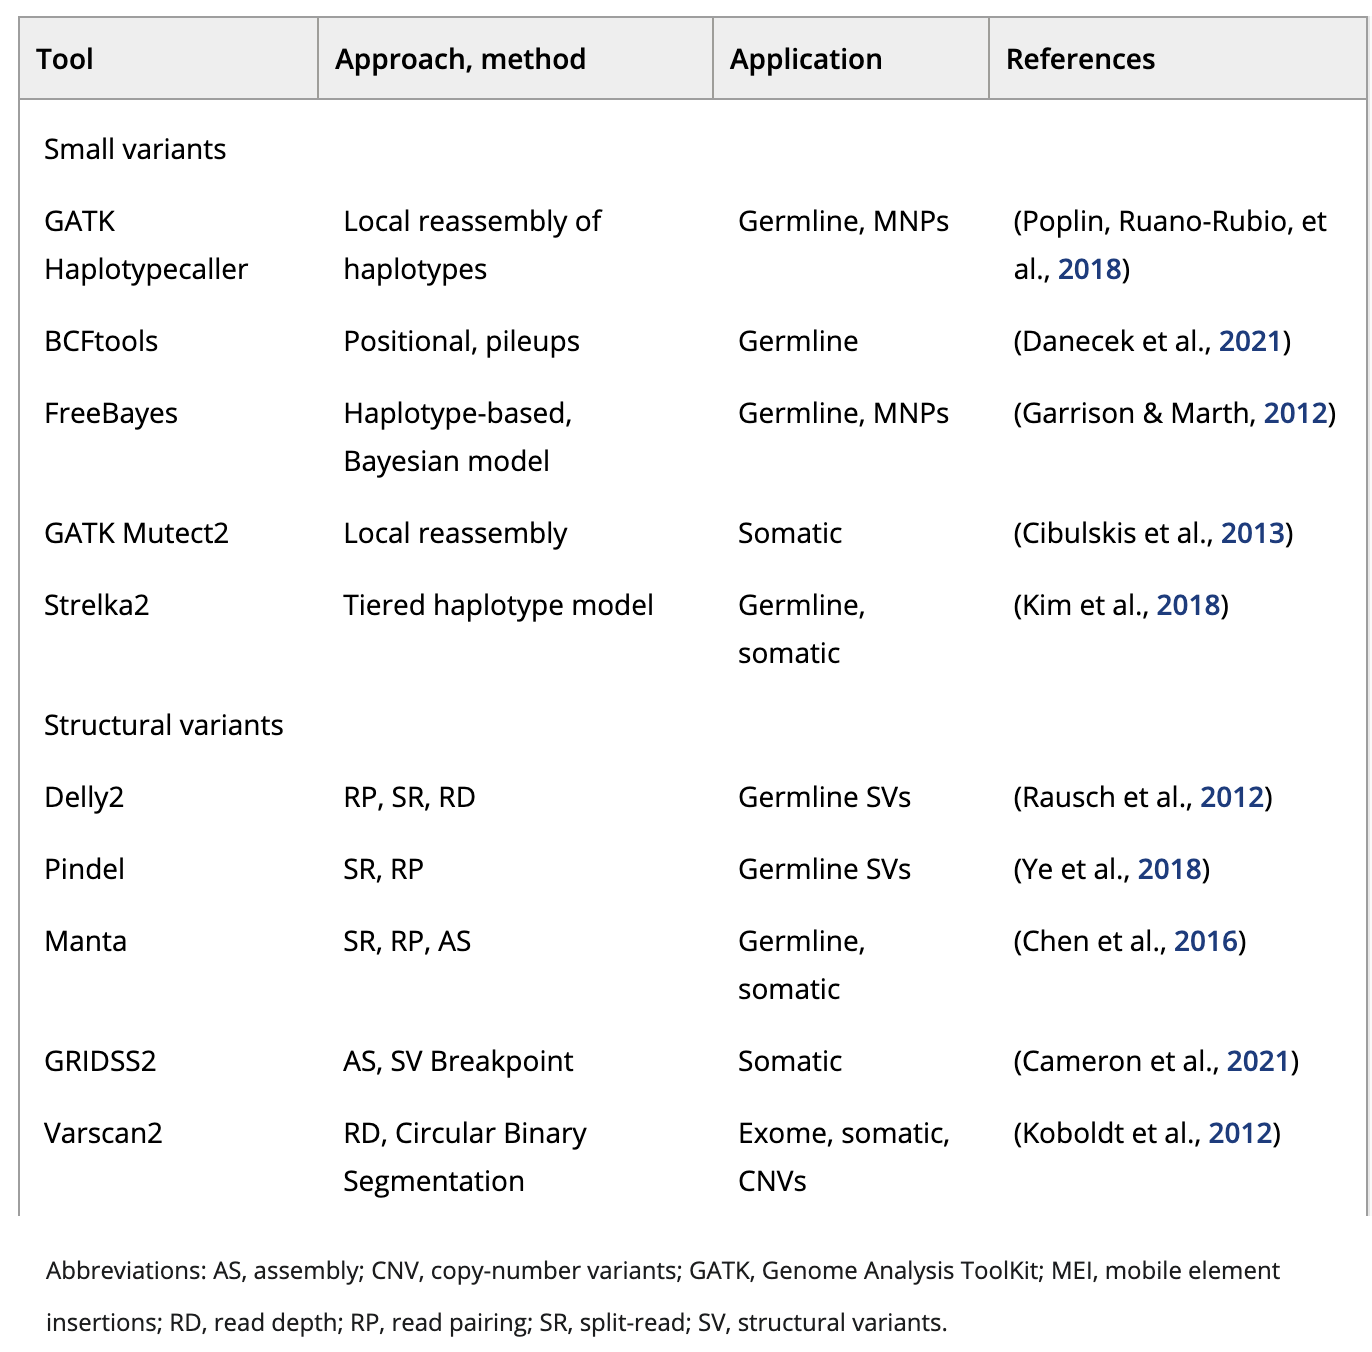 Tool Approach, method Application References
Small variants
GATK Local reassembly of Germline, MNPs (Poplin, Ruano-Rubio, et
Haplotypecaller haplotypes al., 2018)
BCFtools Positional, pileups Germline (Danecek et al., 2021)
FreeBayes Haplotype-based, Germline, MNPs (Garrison & Marth, 2012)
Bayesian model
GATK Mutect2 Local reassembly Somatic (Cibulskis et al., 2013)
Strelka2 Tiered haplotype model Germline, (Kim et al., 2018)
somatic
Structural variants
Delly2 RP, SR, RD Germline SVs (Rausch et al., 2012)
Pindel SR, RP Germline SVs (Ye et al., 2018)
Manta SR, RP, AS Germline, (Chen et al., 2016)
somatic
GRIDSS2 AS, SV Breakpoint Somatic (Cameron et al., 2021)
Varscan2 RD, Circular Binary Exome, somatic, (Koboldt et al., 2012)
Segmentation CNVs
Abbreviations: AS, assembly; CNV, copy-number variants; GATK, Genome Analysis ToolKit; MEI, mobile element
insertions; RD, read depth; RP, read pairing; SR, split-read; SV, structural variants.